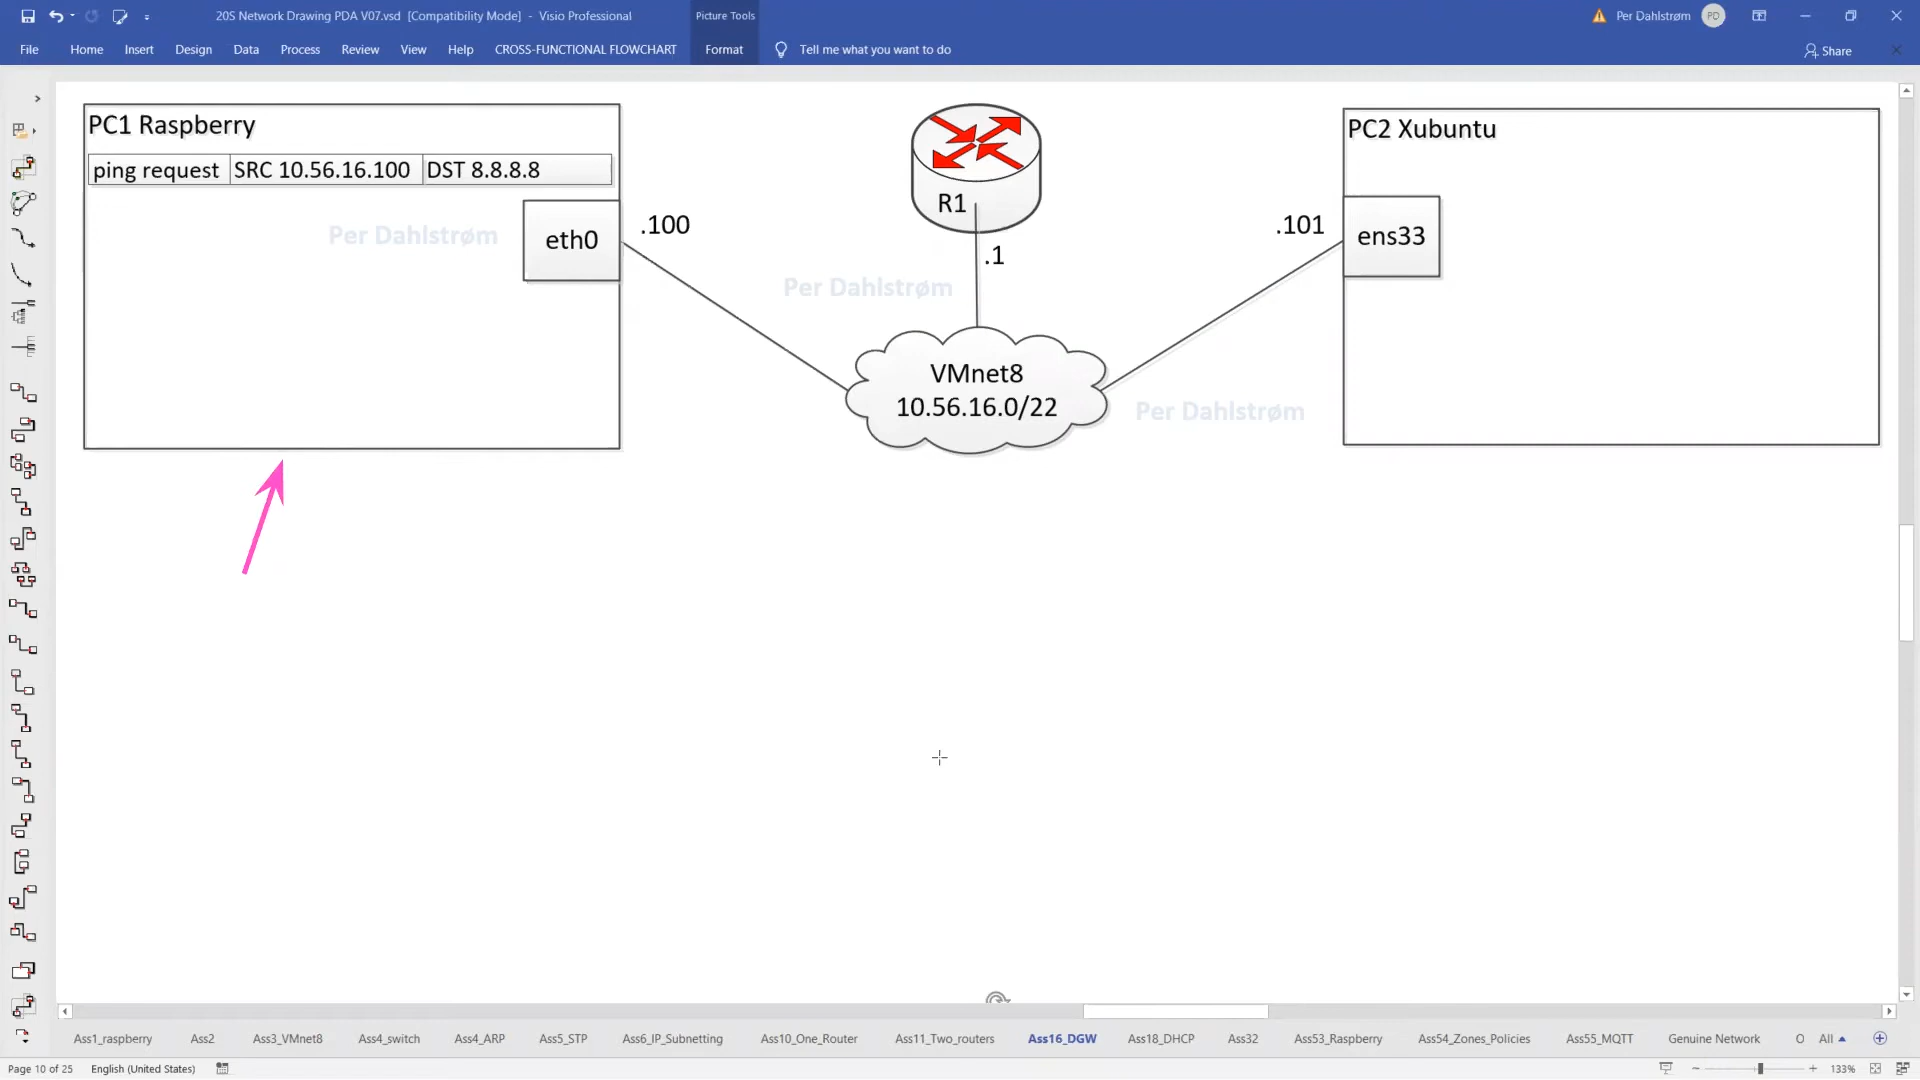 20S Network Drawing PDA V07.vsd [Compatibility Mode] - Visio Professional
Picture Tools
Per Dahlstrøm
PD
File Home Insert Design Data Process Review View Help CROSS-FUNCTIONAL FLOWCHART Format Tell me what you want to do
Share
PC1 Raspberry
ping request SRC 10.56.16.100 DST 8.8.8.8
Per Dahlstrøm
eth0
.100
R1
.1
Per Dahlstrøm
VMnet8
10.56.16.0/22
Per Dahlstrøm
PC2 Xubuntu
.101
ens33
Ass1_raspberry Ass2 Ass3_VMnet8 Ass4_switch Ass4_ARP Ass5_STP Ass6_IP_Subnetting Ass10_One_Router Ass11_Two_routers Ass16_DGW Ass18_DHCP Ass32 Ass53_Raspberry Ass54_Zones_Policies Ass55_MQTT Genuine Network O All
Page 10 of 25 English (United States) 133%